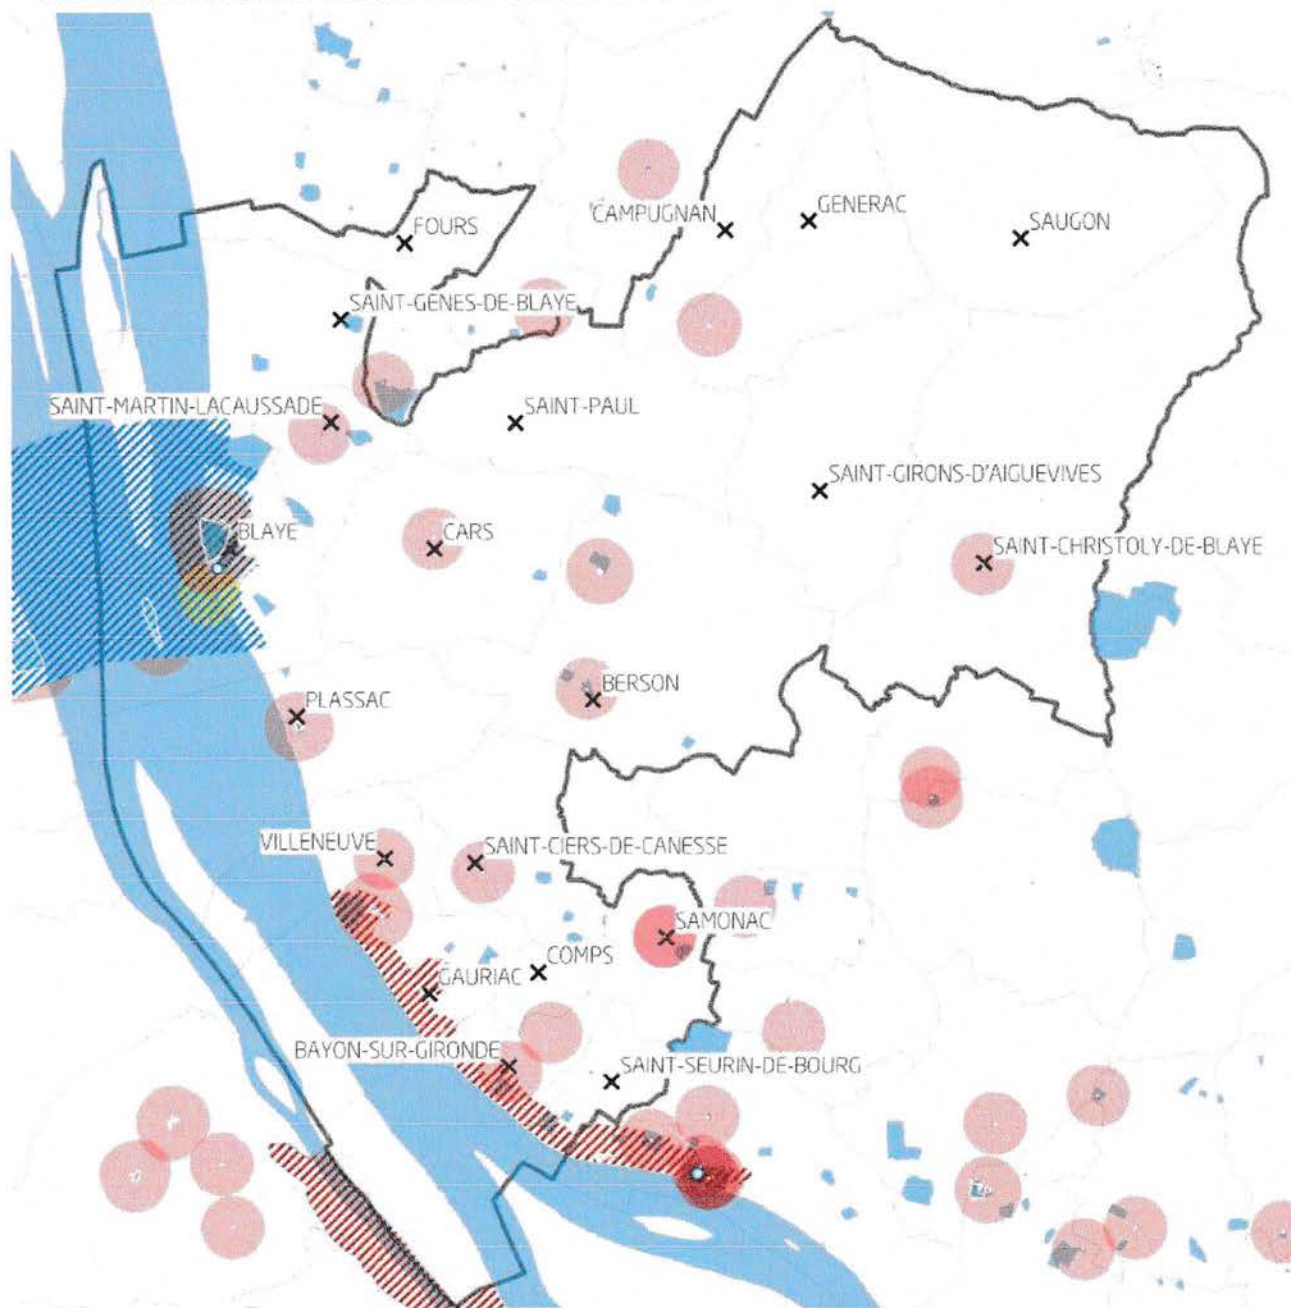 CAMPUGNAN
GENERAC
FOURS
SAUGON
SAINT-GENES-DE-BLAYE
SAINT-MARTIN-LACAUSSADE
SAINT-PAUL
SAINT-GIRONS-D'AIGUEVIVES
BLAYE
CARS
SAINT-CHRISTOLY-DE-BLAYE
BERSON
PLASSAC
VILLENEUVE
SAINT-CIERS-DE-CANESSE
SAMONAC
COMPS
GAURIAC
BAYON-SUR-GIRONDE
SAINT-SEURIN-DE-BOURG